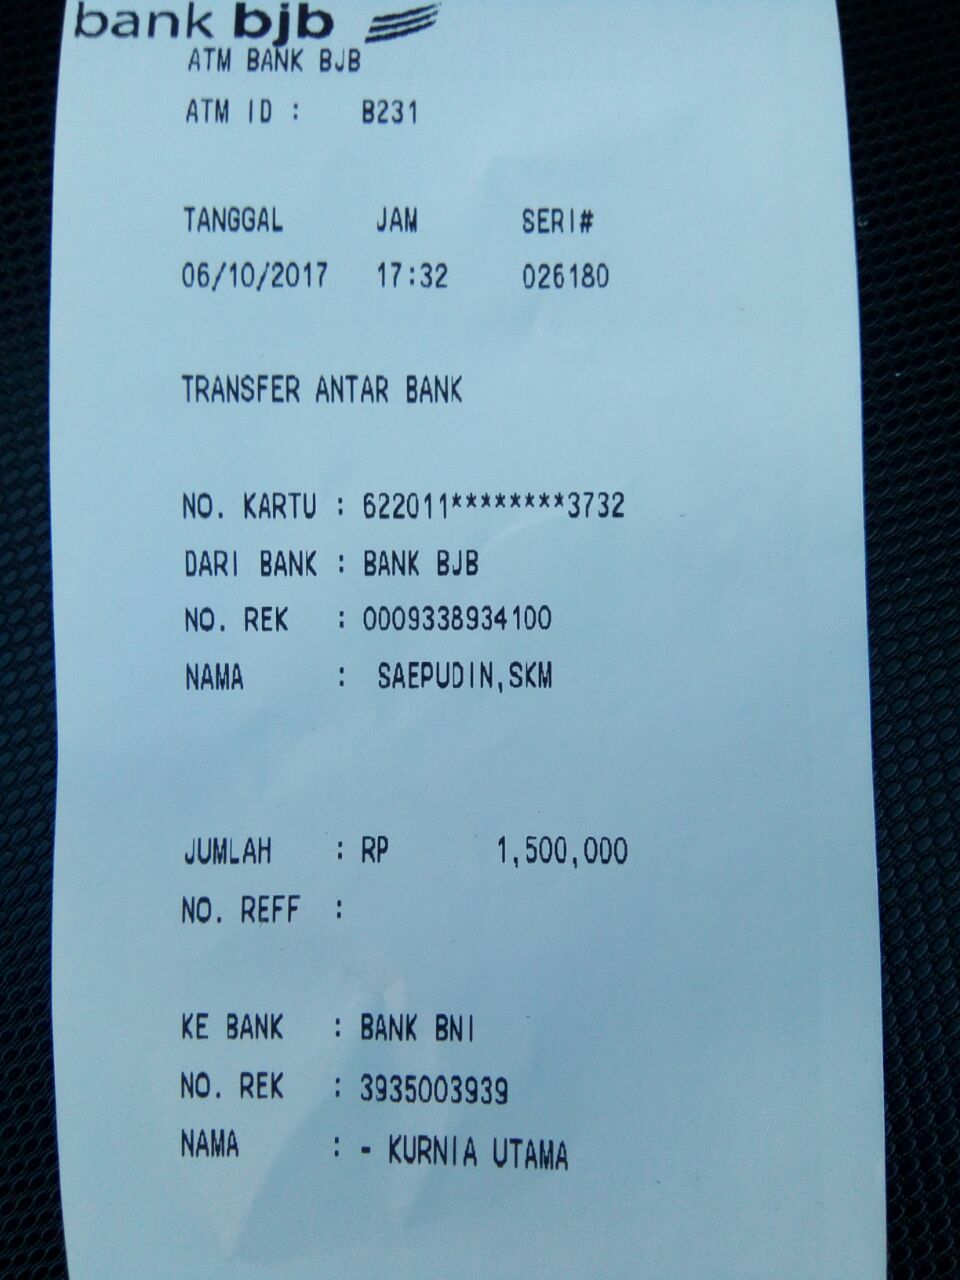 bank bjb
ATM BANK BJB
ATM ID : B231
TANGGAL JAM SERI#
06/10/2017 17:32 026180
TRANSFER ANTAR BANK
NO. KARTU : 622011********3732
DARI BANK : BANK BJB
NO. REK : 0009338934100
NAMA : SAEPUDIN,SKM
JUMLAH : RP 1,500,000
NO. REFF :
KE BANK : BANK BNI
NO. REK : 3935003939
NAMA : - KURNIA UTAMA